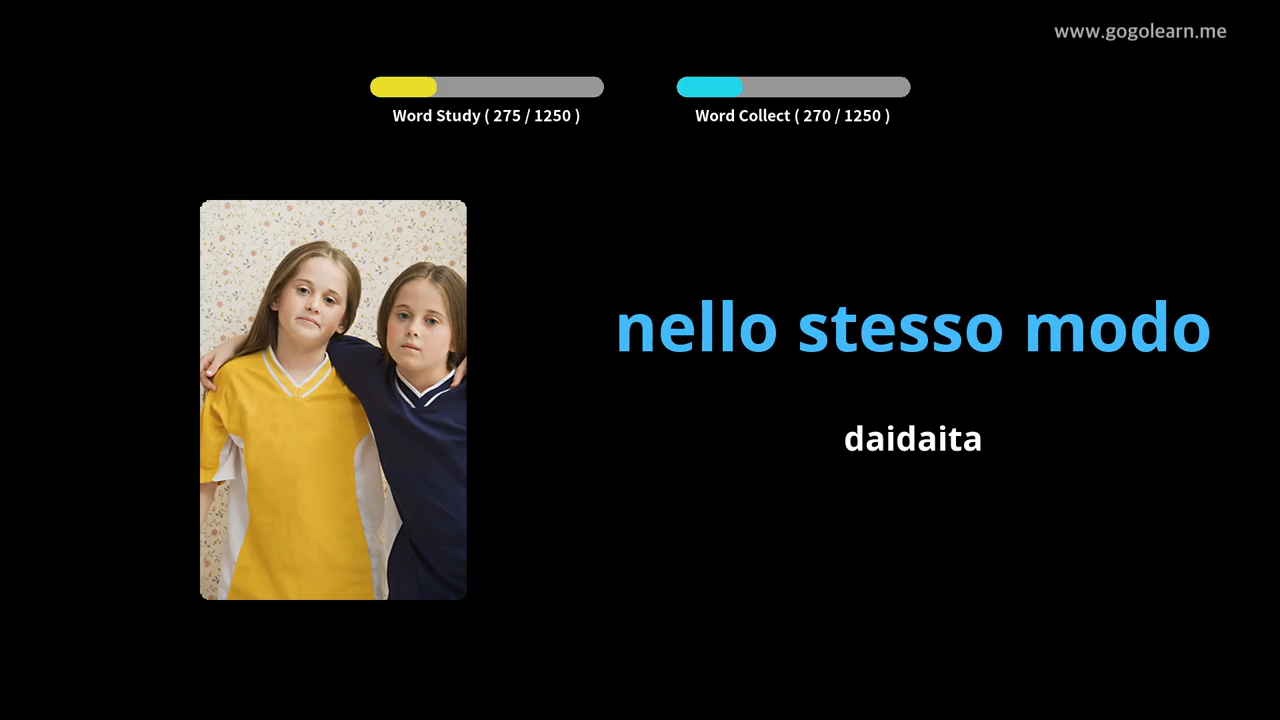 www.gogolearn.me
Word Study ( 275 / 1250 )
Word Collect ( 270 / 1250 )
nello stesso modo
daidaita